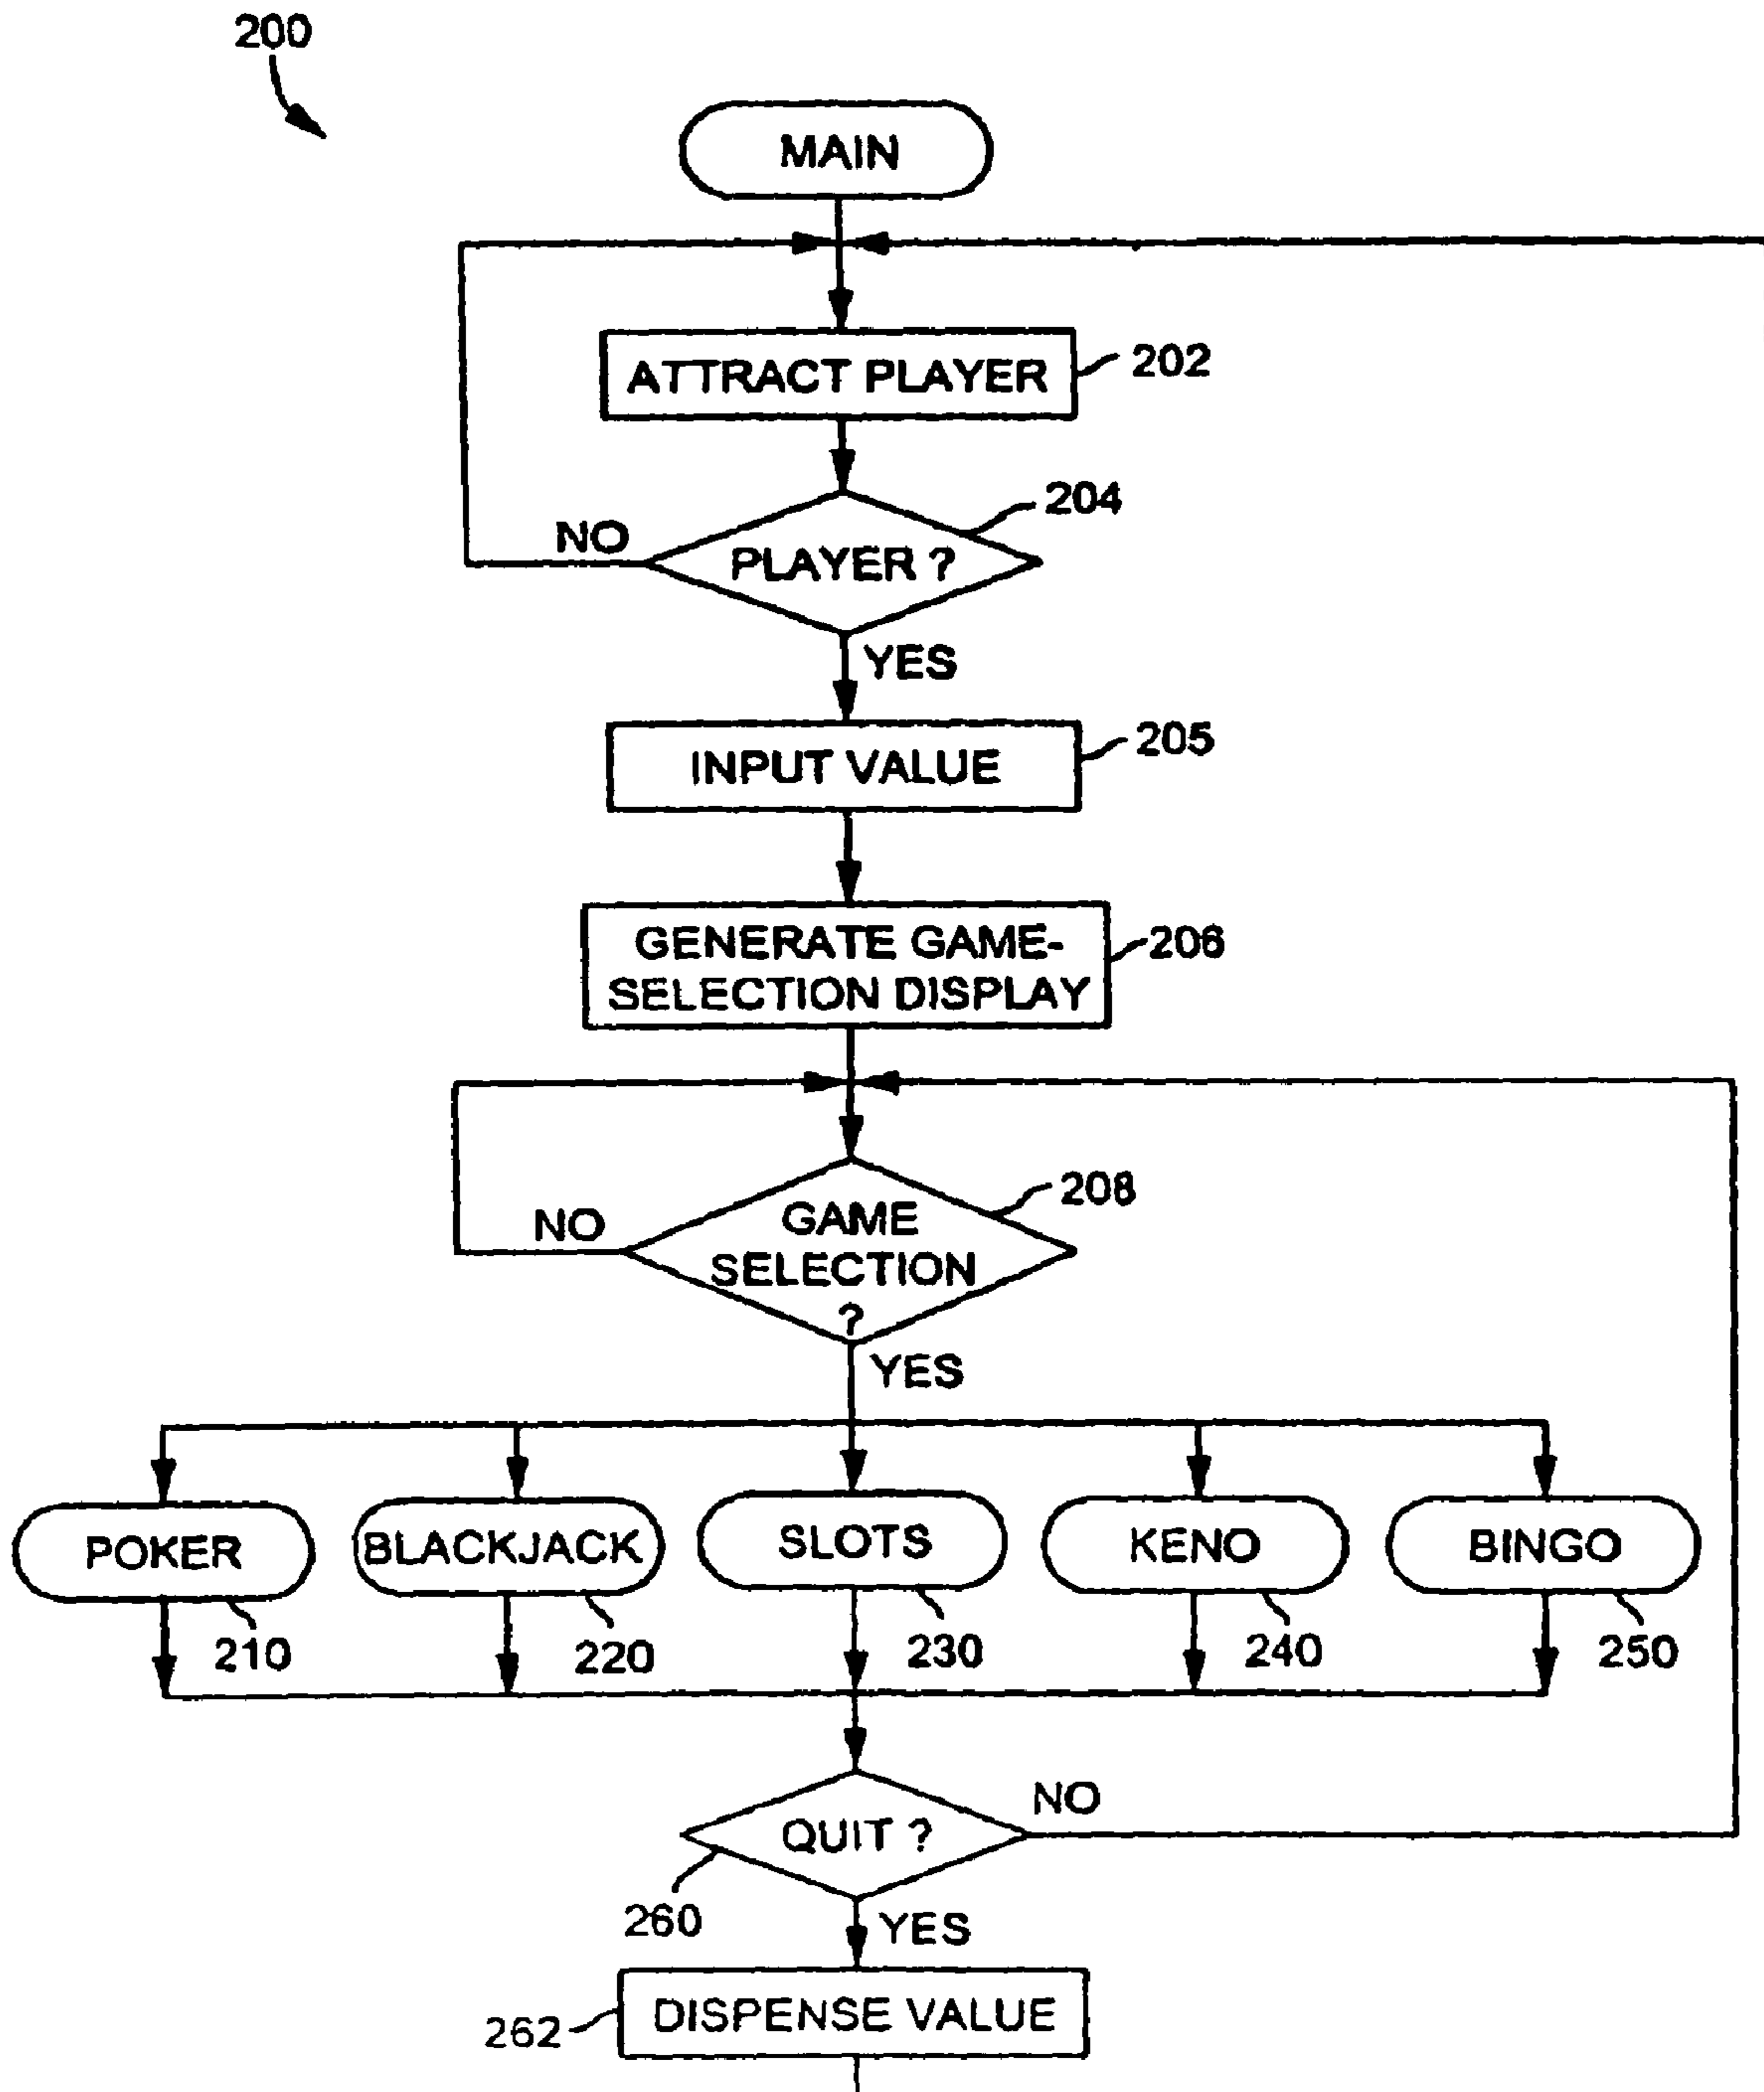 200
MAIN
ATTRACT PLAYER
202
204
NO
PLAYER ?
YES
INPUT VALUE
205
GENERATE GAME-
SELECTION DISPLAY
206
208
NO
GAME
SELECTION
?
YES
POKER
BLACKJACK
SLOTS
KENO
BINGO
210
220
230
240
250
QUIT ?
NO
260
YES
DISPENSE VALUE
262